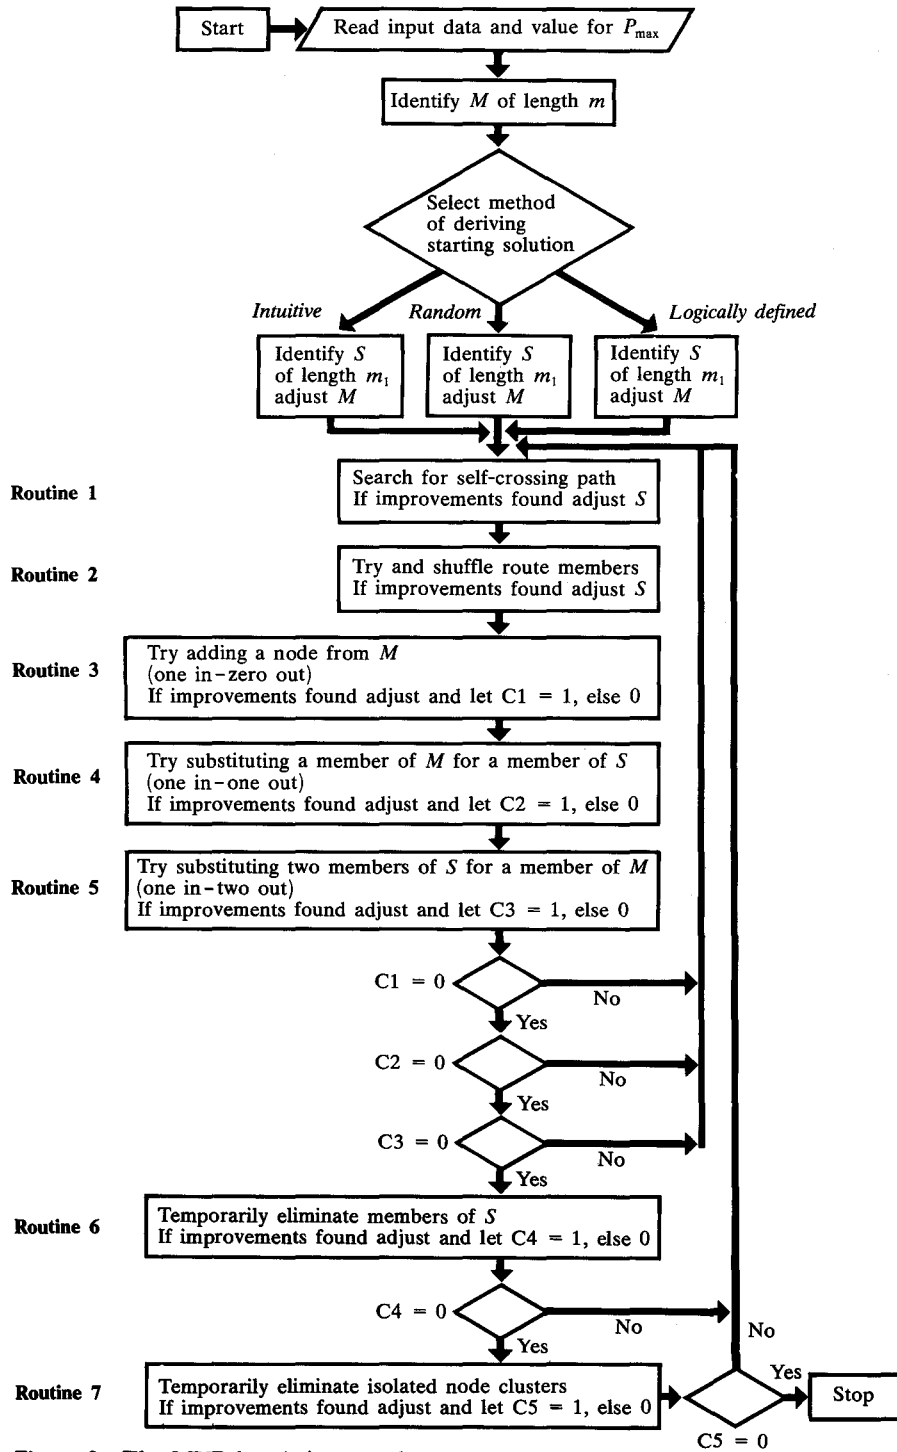 Start
Read input data and value for Pmax
Identify M of length m
Select method
of deriving
starting solution
Intuitive
Random
Logically defined
Identify S
of length m1
adjust M
Identify S
of length m1
adjust M
Identify S
of length m1
adjust M
Routine 1
Search for self-crossing path
If improvements found adjust S
Routine 2
Try and shuffle route members
If improvements found adjust S
Routine 3
Try adding a node from M
(one in-zero out)
If improvements found adjust and let C1 = 1, else 0
Routine 4
Try substituting a member of M for a member of S
(one in-one out)
If improvements found adjust and let C2 = 1, else 0
Routine 5
Try substituting two members of S for a member of M
(one in-two out)
If improvements found adjust and let C3 = 1, else 0
C1 = 0
No
Yes
C2 = 0
No
Yes
C3 = 0
No
Yes
Routine 6
Temporarily eliminate members of S
If improvements found adjust and let C4 = 1, else 0
C4 = 0
No
Yes
No
Routine 7
Temporarily eliminate isolated node clusters
If improvements found adjust and let C5 = 1, else 0
Yes
Stop
C5 = 0